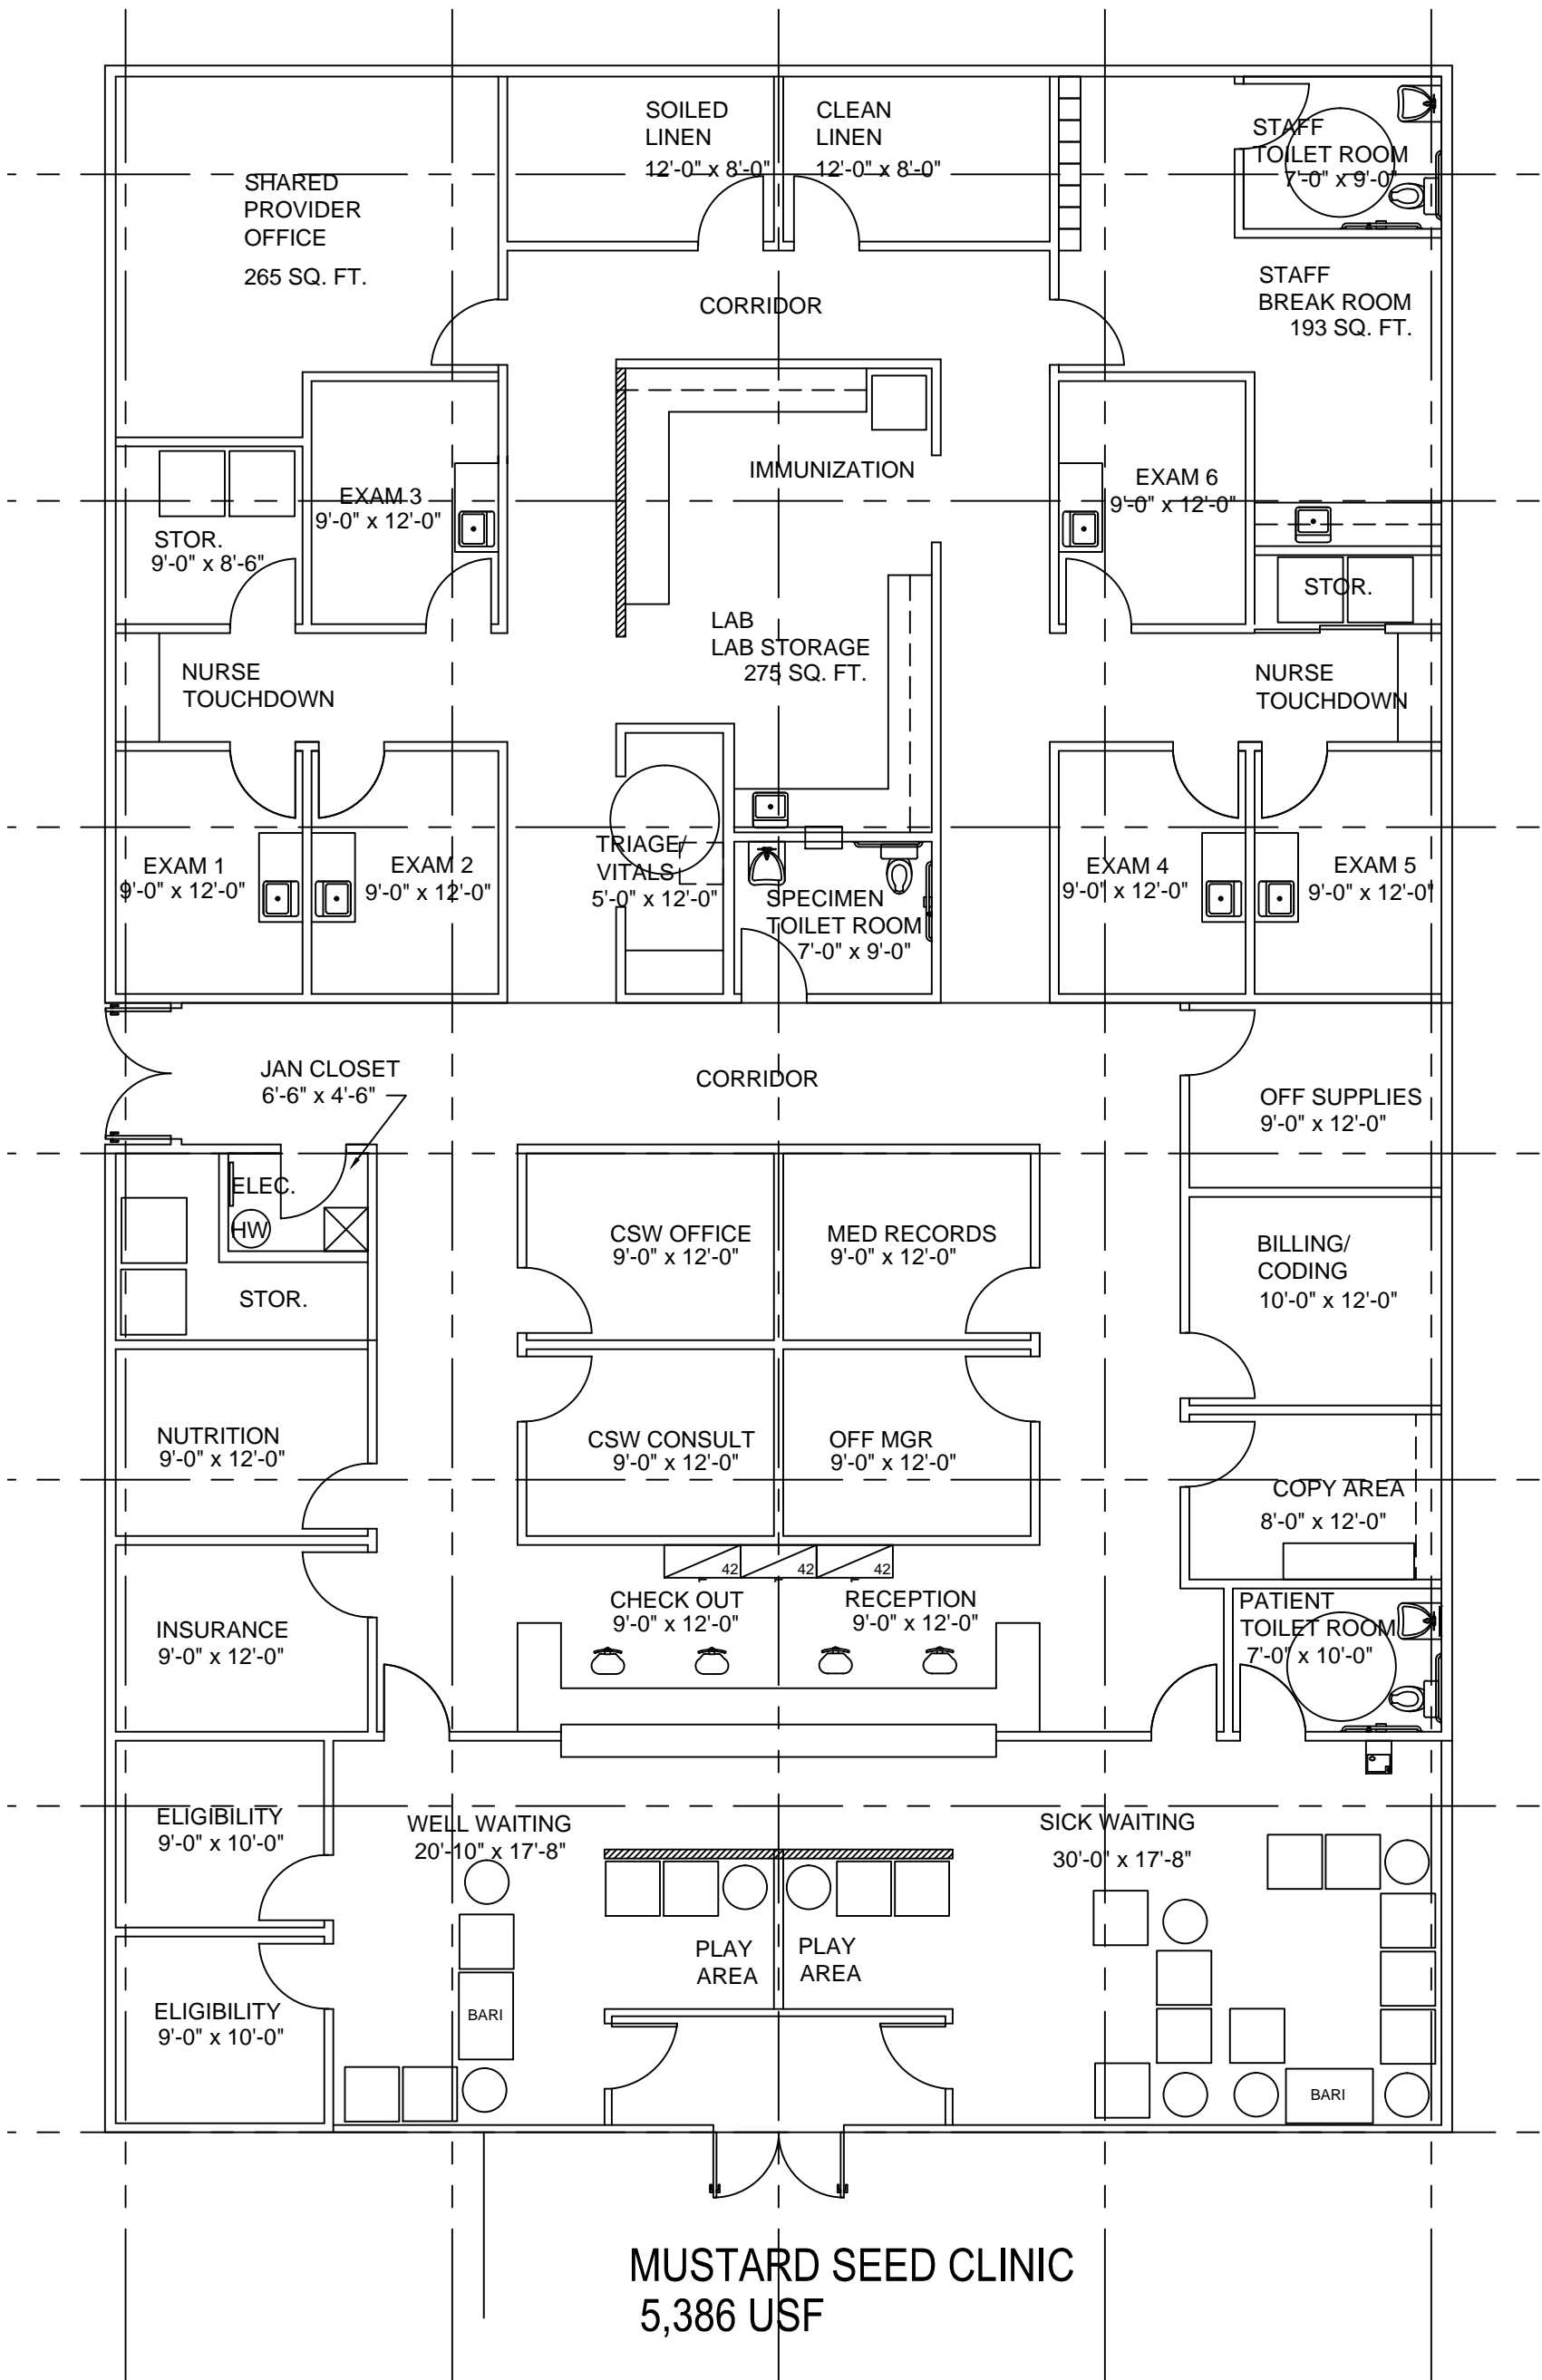 SOILED
LINEN
12'-0" x 8'-0"
CLEAN
LINEN
12'-0" x 8'-0"
STAFF
TOILET ROOM
7'-0" x 9'-0"
SHARED
PROVIDER
OFFICE
265 SQ. FT.
CORRIDOR
STAFF
BREAK ROOM
193 SQ. FT.
IMMUNIZATION
EXAM 3
9'-0" x 12'-0"
EXAM 6
9'-0" x 12'-0"
STOR.
9'-0" x 8'-6"
STOR.
LAB
LAB STORAGE
275 SQ. FT.
NURSE
TOUCHDOWN
NURSE
TOUCHDOWN
EXAM 1
9'-0" x 12'-0"
EXAM 2
9'-0" x 12'-0"
TRIAGE/
VITALS
5'-0" x 12'-0"
SPECIMEN
TOILET ROOM
7'-0" x 9'-0"
EXAM 4
9'-0" x 12'-0"
EXAM 5
9'-0" x 12'-0"
JAN CLOSET
6'-6" x 4'-6"
CORRIDOR
OFF SUPPLIES
9'-0" x 12'-0"
ELEC.
HW
STOR.
CSW OFFICE
9'-0" x 12'-0"
MED RECORDS
9'-0" x 12'-0"
BILLING/
CODING
10'-0" x 12'-0"
NUTRITION
9'-0" x 12'-0"
CSW CONSULT
9'-0" x 12'-0"
OFF MGR
9'-0" x 12'-0"
COPY AREA
8'-0" x 12'-0"
42
42
42
CHECK OUT
9'-0" x 12'-0"
RECEPTION
9'-0" x 12'-0"
PATIENT
TOILET ROOM
7'-0" x 10'-0"
INSURANCE
9'-0" x 12'-0"
ELIGIBILITY
9'-0" x 10'-0"
WELL WAITING
20'-10" x 17'-8"
SICK WAITING
30'-0" x 17'-8"
PLAY
AREA
PLAY
AREA
ELIGIBILITY
9'-0" x 10'-0"
BARI
BARI
MUSTARD SEED CLINIC
5,386 USF